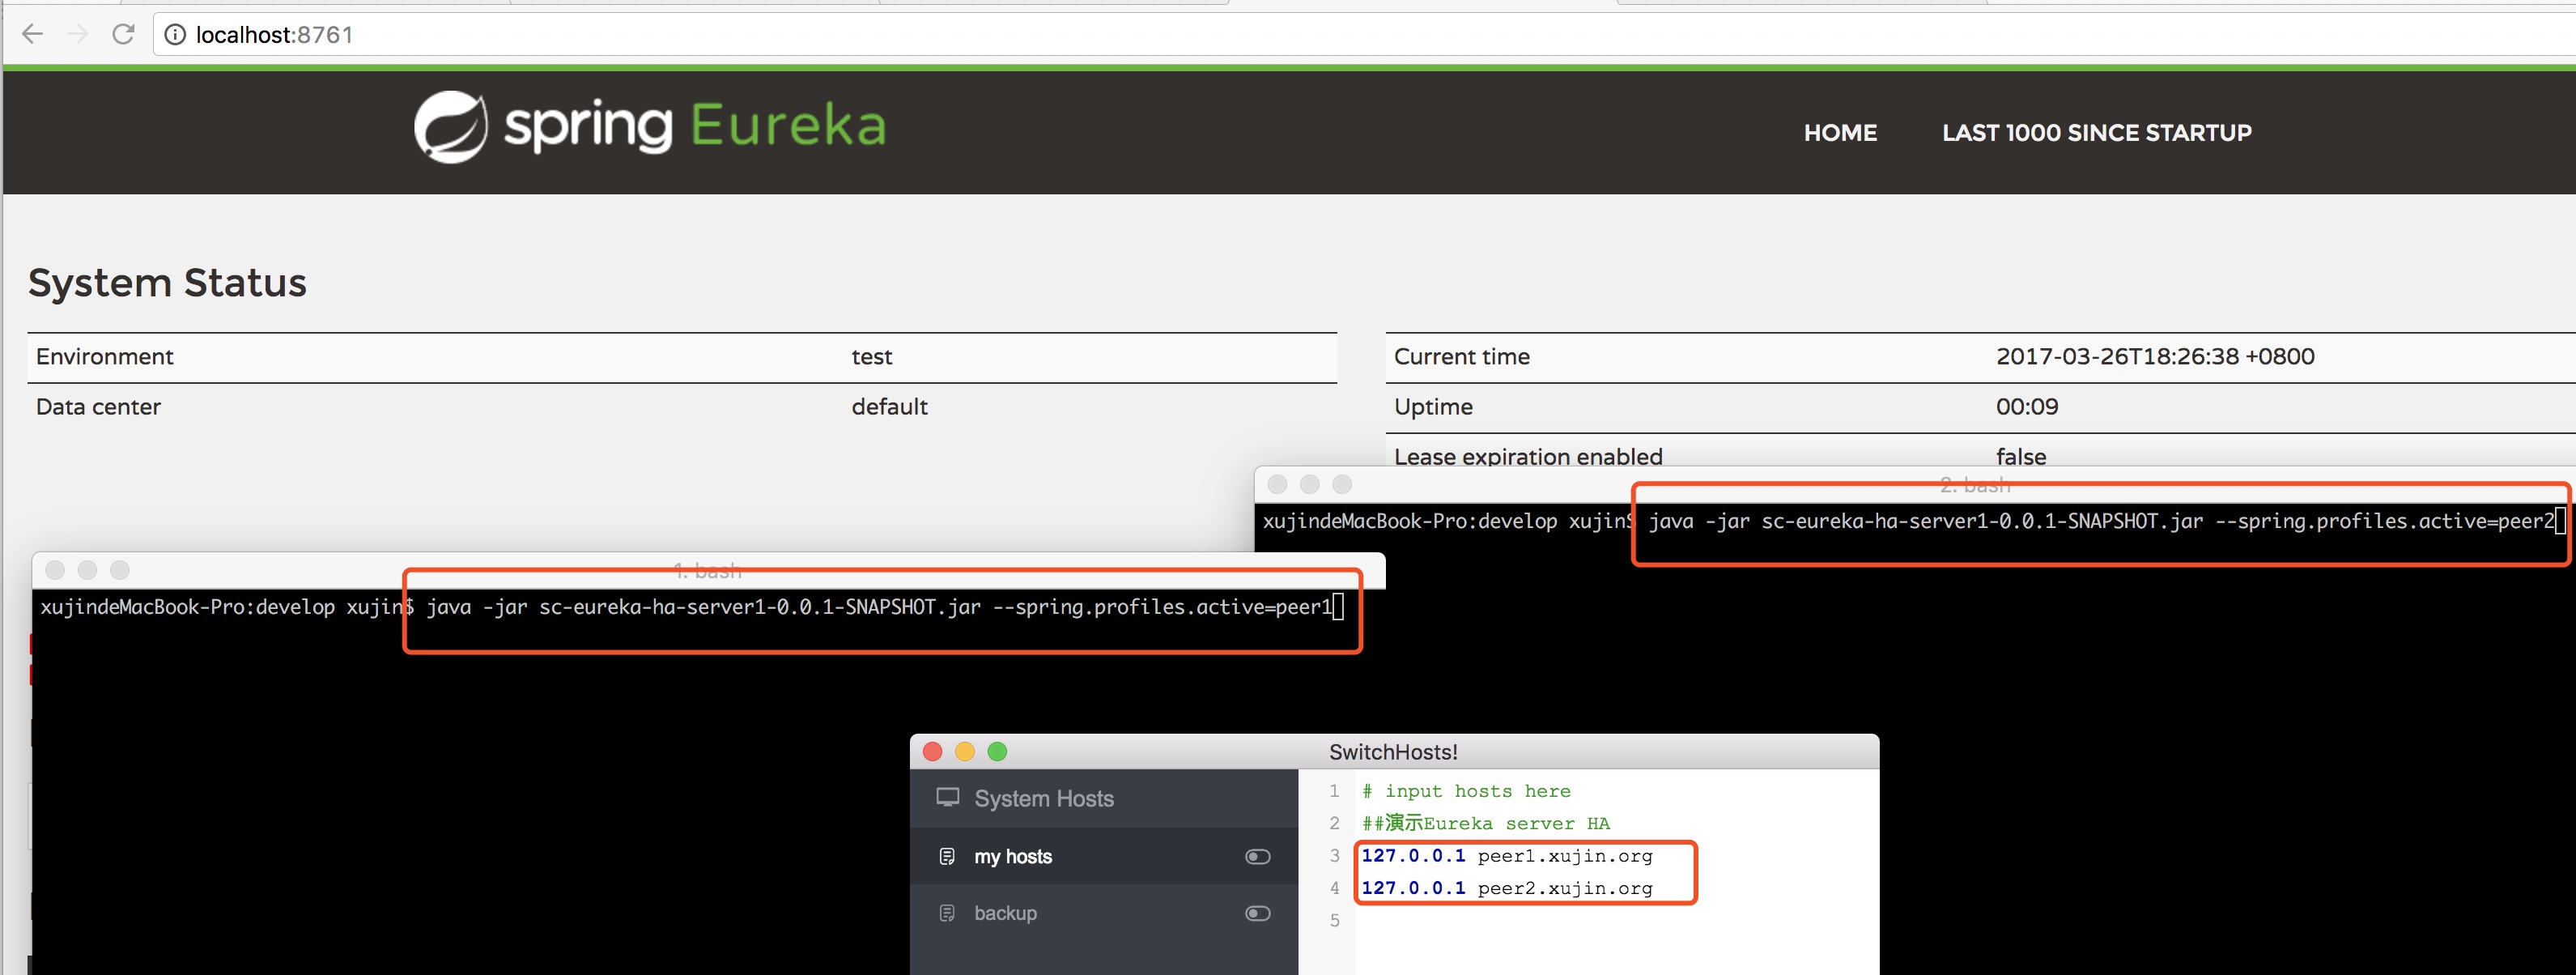 localhost:8761
spring Eureka
HOME LAST 1000 SINCE STARTUP
System Status
Environment test
Data center default
Current time 2017-03-26T18:26:38 +0800
Uptime 00:09
Lease expiration enabled false
2. bash
xujindeMacBook-Pro:develop xujin$ java -jar sc-eureka-ha-server1-0.0.1-SNAPSHOT.jar --spring.profiles.active=peer2
1. bash
xujindeMacBook-Pro:develop xujin$ java -jar sc-eureka-ha-server1-0.0.1-SNAPSHOT.jar --spring.profiles.active=peer1
SwitchHosts!
System Hosts
my hosts
backup
1 # input hosts here
2 ##演示Eureka server HA
3 127.0.0.1 peer1.xujin.org
4 127.0.0.1 peer2.xujin.org
5